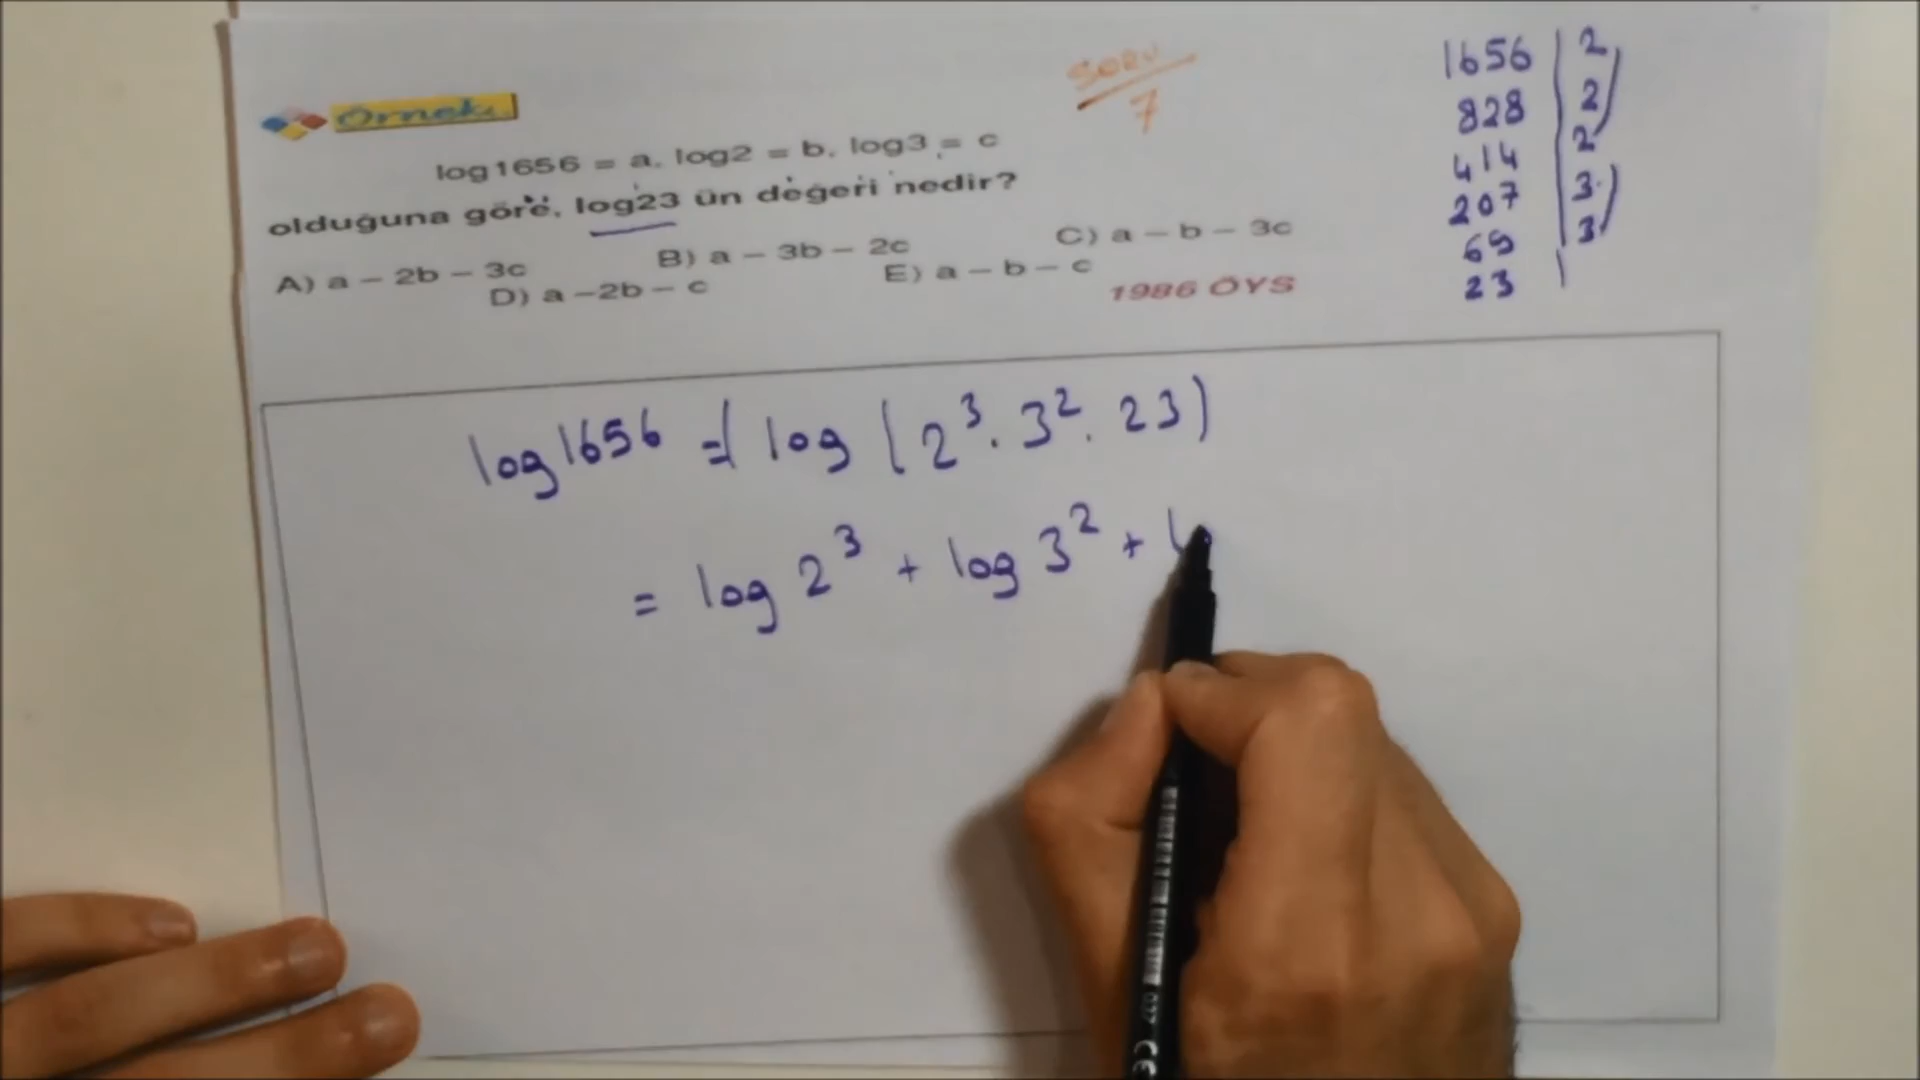 Örnek:
SORU
7
log1656 = a, log2 = b, log3 = c
olduğuna göre, log23 ün değeri nedir?
A) a – 2b – 3c
B) a – 3b – 2c
C) a – b – 3c
D) a –2b – c
E) a – b – c
1986 ÖYS
1656 | 2
828 | 2
414 | 2
207 | 3
69 | 3
23 |
log1656 = log (2³. 3². 23)
= log 2³ + log 3² +
CE